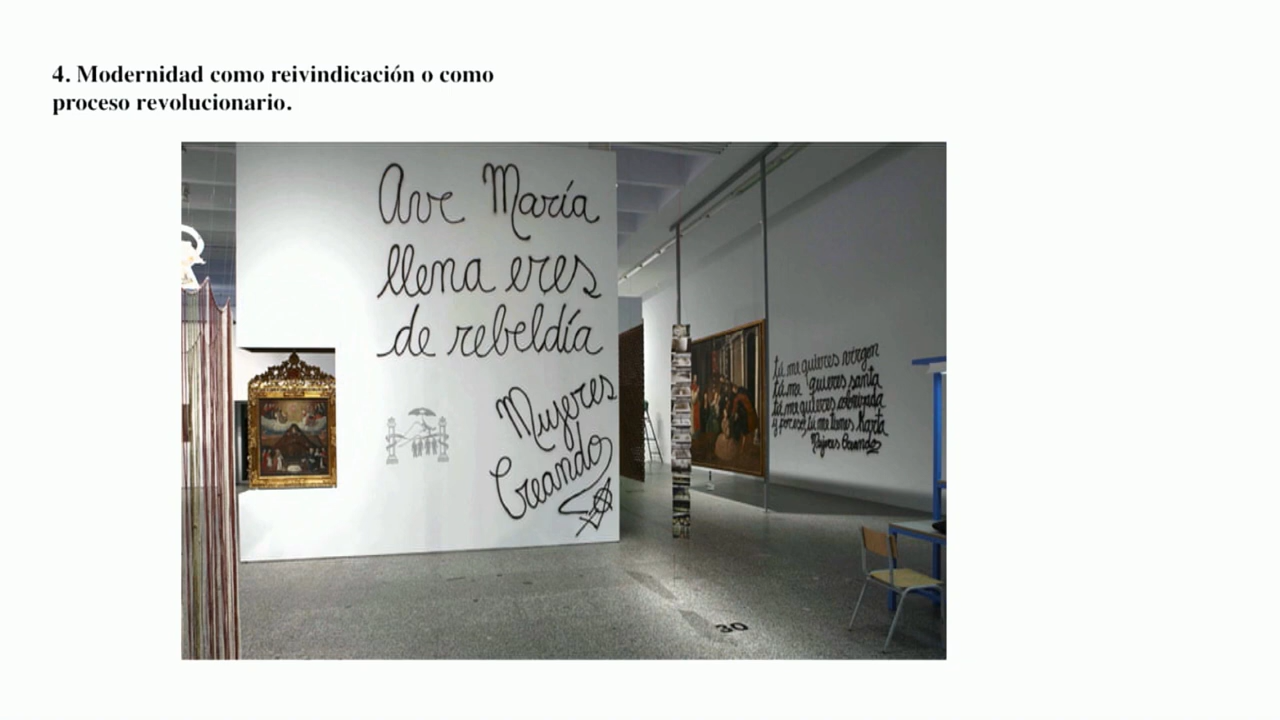 4. Modernidad como reivindicación o como
proceso revolucionario.
Ave María
llena eres
de rebeldía
Mujeres
Creando
tú me quieres virgen
tú me quieres santa
tú me quieres
y por eso, tú me tienes Harta
Mujeres Creando
30